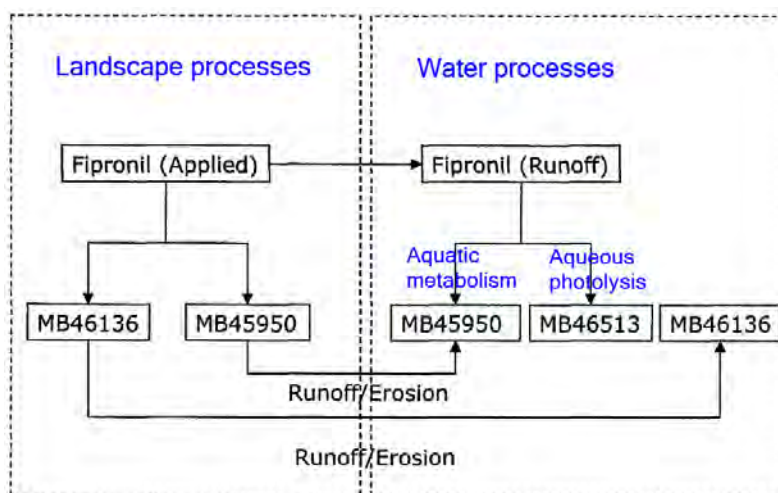 Landscape processes
Water processes
Fipronil (Applied)
Fipronil (Runoff)
Aquatic
metabolism
Aqueous
photolysis
MB46136
MB45950
MB45950
MB46513
MB46136
Runoff/Erosion
Runoff/Erosion